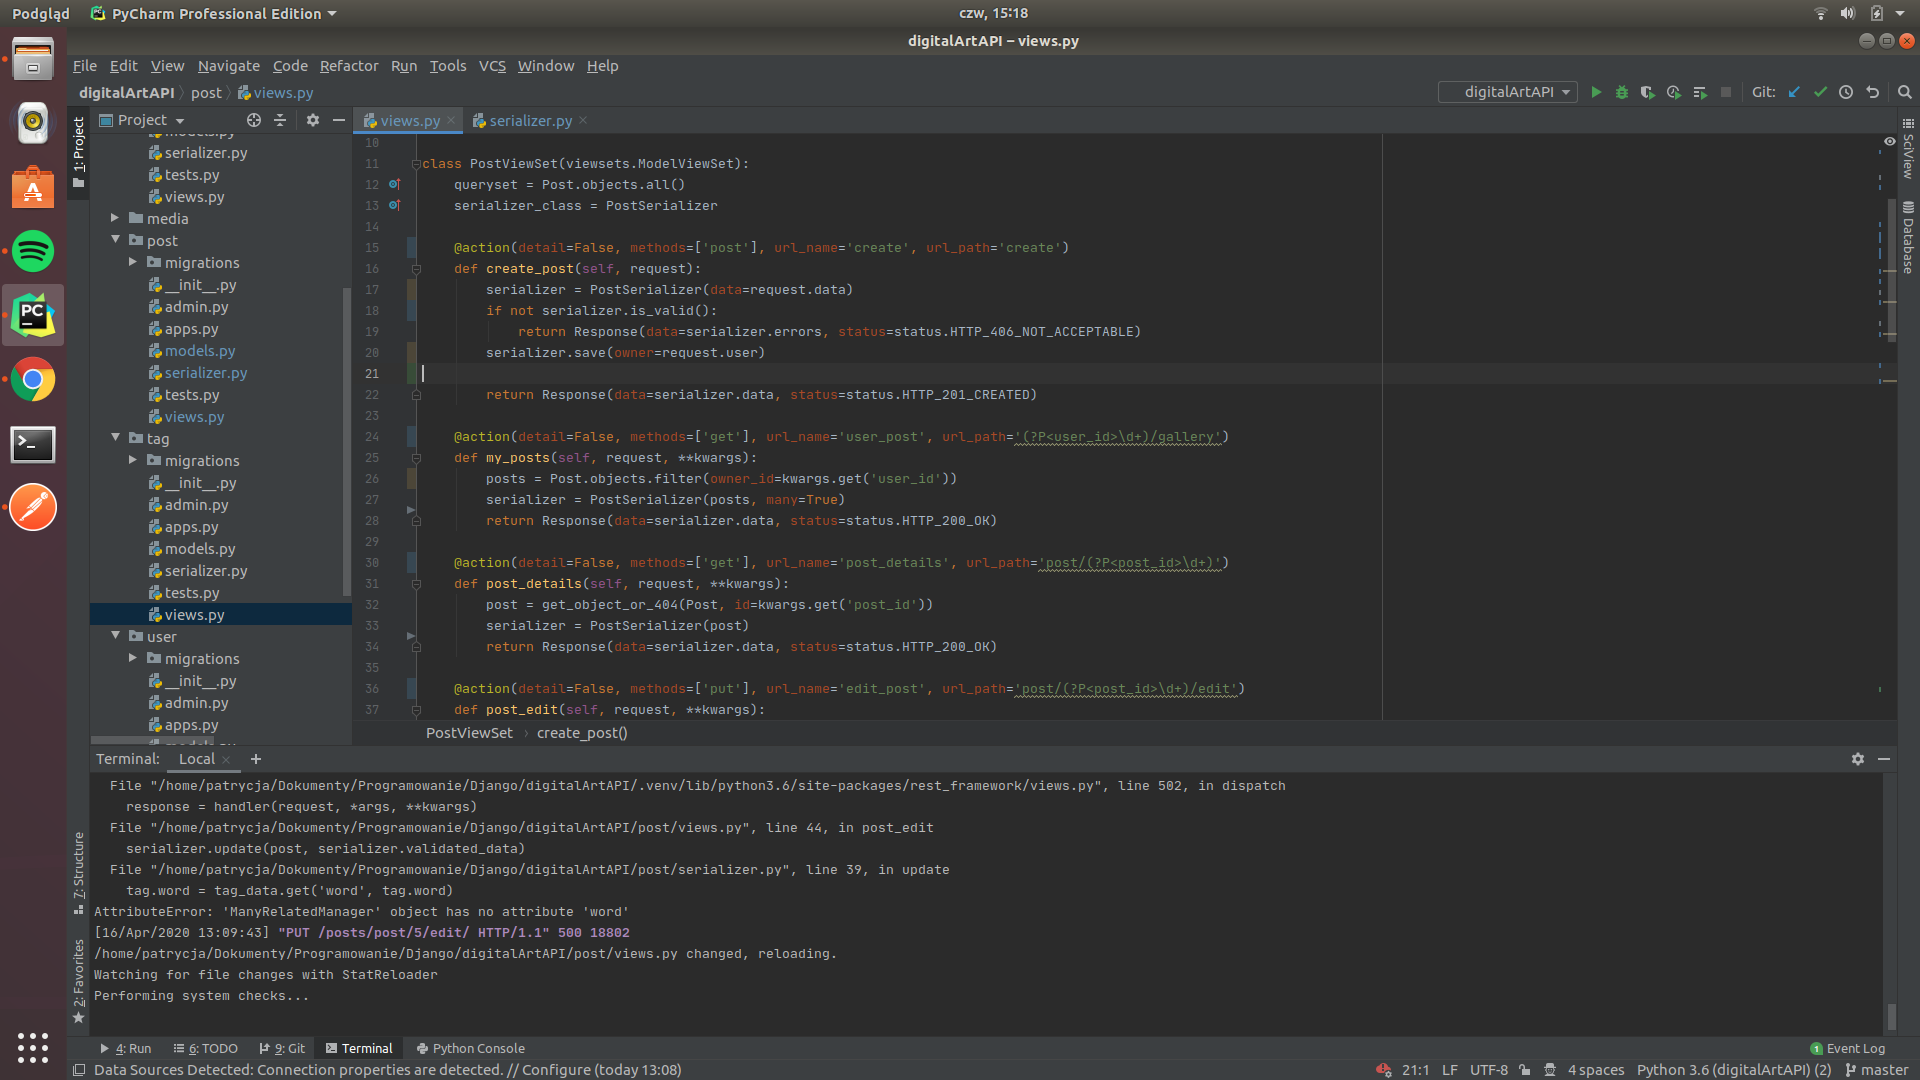 Podgląd
PyCharm Professional Edition
czw, 15:18
digitalArtAPI – views.py
File Edit View Navigate Code Refactor Run Tools VCS Window Help
digitalArtAPI post views.py
digitalArtAPI
Git:
1: Project
Project
serializer.py
tests.py
views.py
media
post
migrations
__init__.py
admin.py
apps.py
models.py
serializer.py
tests.py
views.py
tag
migrations
__init__.py
admin.py
apps.py
models.py
serializer.py
tests.py
views.py
user
migrations
__init__.py
admin.py
apps.py
views.py
serializer.py
10
11 class PostViewSet(viewsets.ModelViewSet):
12 queryset = Post.objects.all()
13 serializer_class = PostSerializer
14
15 @action(detail=False, methods=['post'], url_name='create', url_path='create')
16 def create_post(self, request):
17 serializer = PostSerializer(data=request.data)
18 if not serializer.is_valid():
19 return Response(data=serializer.errors, status=status.HTTP_406_NOT_ACCEPTABLE)
20 serializer.save(owner=request.user)
21
22 return Response(data=serializer.data, status=status.HTTP_201_CREATED)
23
24 @action(detail=False, methods=['get'], url_name='user_post', url_path='(?P<user_id>\d+)/gallery')
25 def my_posts(self, request, **kwargs):
26 posts = Post.objects.filter(owner_id=kwargs.get('user_id'))
27 serializer = PostSerializer(posts, many=True)
28 return Response(data=serializer.data, status=status.HTTP_200_OK)
29
30 @action(detail=False, methods=['get'], url_name='post_details', url_path='post/(?P<post_id>\d+)')
31 def post_details(self, request, **kwargs):
32 post = get_object_or_404(Post, id=kwargs.get('post_id'))
33 serializer = PostSerializer(post)
34 return Response(data=serializer.data, status=status.HTTP_200_OK)
35
36 @action(detail=False, methods=['put'], url_name='edit_post', url_path='post/(?P<post_id>\d+)/edit')
37 def post_edit(self, request, **kwargs):
PostViewSet create_post()
SciView
Database
PC
Terminal: Local +
File "/home/patrycja/Dokumenty/Programowanie/Django/digitalArtAPI/.venv/lib/python3.6/site-packages/rest_framework/views.py", line 502, in dispatch
response = handler(request, *args, **kwargs)
File "/home/patrycja/Dokumenty/Programowanie/Django/digitalArtAPI/post/views.py", line 44, in post_edit
serializer.update(post, serializer.validated_data)
File "/home/patrycja/Dokumenty/Programowanie/Django/digitalArtAPI/post/serializer.py", line 39, in update
tag.word = tag_data.get('word', tag.word)
AttributeError: 'ManyRelatedManager' object has no attribute 'word'
[16/Apr/2020 13:09:43] "PUT /posts/post/5/edit/ HTTP/1.1" 500 18802
/home/patrycja/Dokumenty/Programowanie/Django/digitalArtAPI/post/views.py changed, reloading.
Watching for file changes with StatReloader
Performing system checks...
7: Structure
2: Favorites
4: Run 6: TODO 9: Git Terminal Python Console
1 Event Log
Data Sources Detected: Connection properties are detected. // Configure (today 13:08)
21:1 LF UTF-8 4 spaces Python 3.6 (digitalArtAPI) (2) master